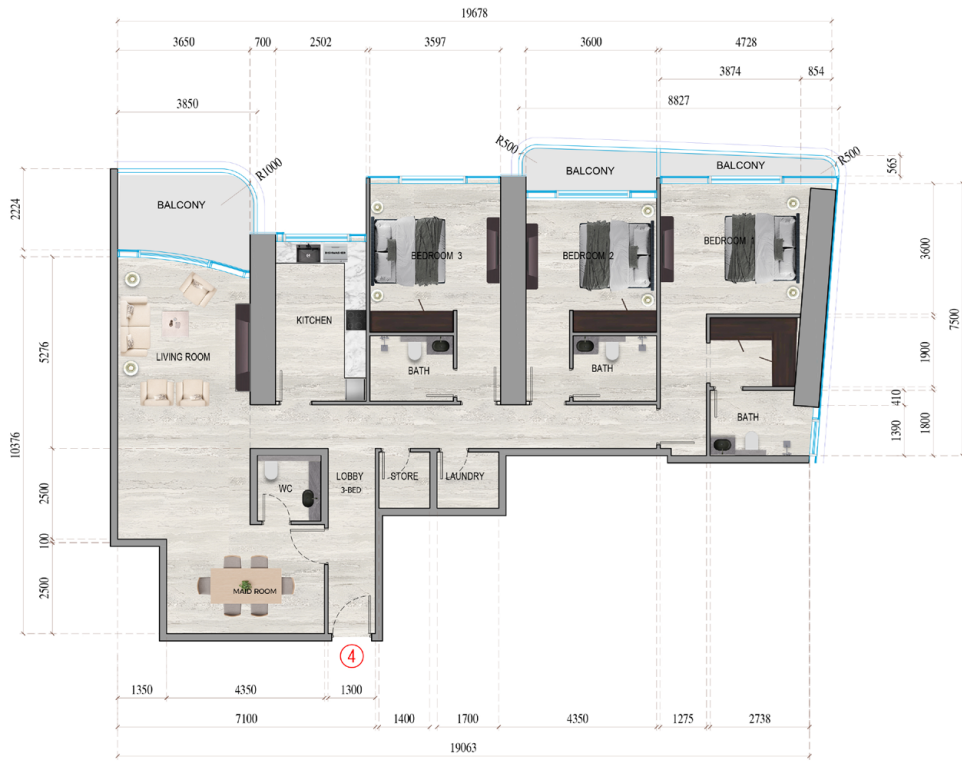 19678
3650
700
2502
3597
3600
4728
3874
854
3850
8827
R1000
R500
R500
BALCONY
BALCONY
BALCONY
565
2224
3600
7500
BEDROOM 3
BEDROOM 2
BEDROOM 1
KITCHEN
LIVING ROOM
5276
BATH
BATH
1900
410
BATH
1390
1800
10376
WC
LOBBY
3-BED
STORE
LAUNDRY
2500
100
2500
MAID ROOM
4
1350
4350
1300
7100
1400
1700
4350
1275
2738
19063